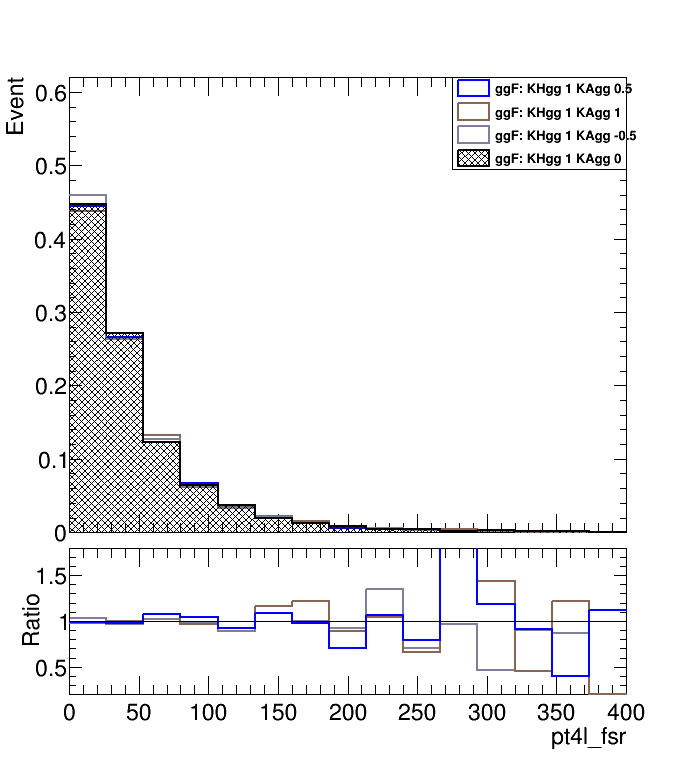 Event
0.6
0.5
0.4
0.3
0.2
0.1
0
ggF: KHgg 1 KAgg 0.5
ggF: KHgg 1 KAgg 1
ggF: KHgg 1 KAgg -0.5
ggF: KHgg 1 KAgg 0
Ratio
1.5
1
0.5
0 50 100 150 200 250 300 350 400
pt4l_fsr